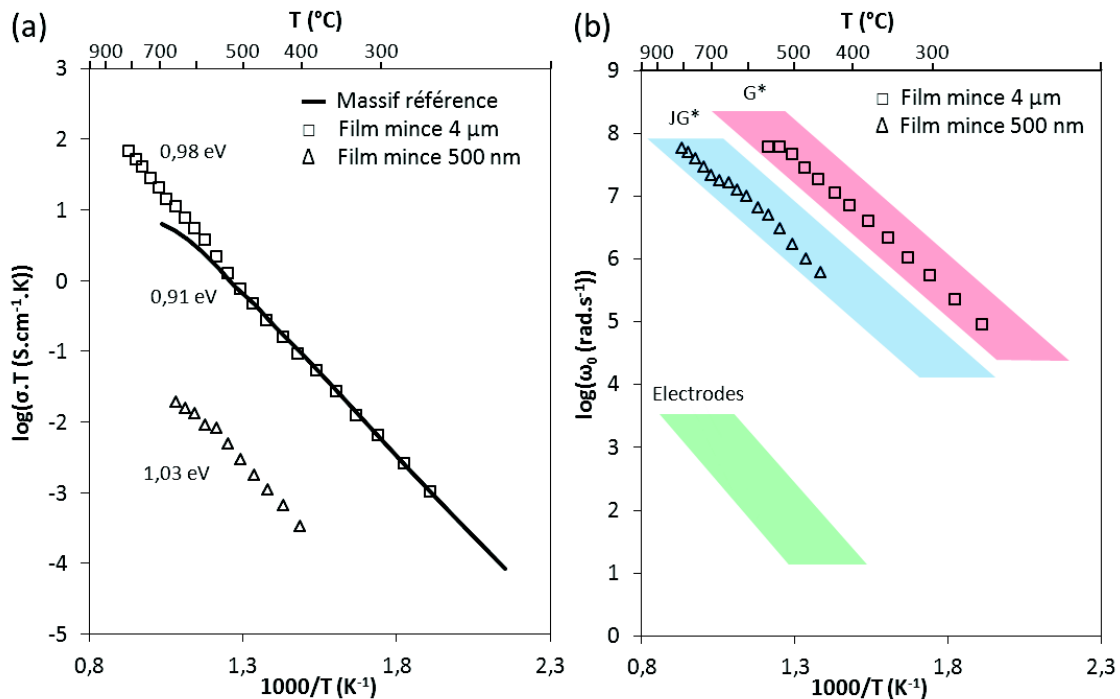 (a)
T (°C)
900 700 500 400 300
3
2
1
0
-1
-2
-3
-4
-5
log(σ.T (S.cm⁻¹.K))
Massif référence
Film mince 4 µm
Film mince 500 nm
0,98 eV
0,91 eV
1,03 eV
0,8 1,3 1,8 2,3
1000/T (K⁻¹)
(b)
T (°C)
900 700 500 400 300
9
8
7
6
5
4
3
2
1
0
log(ω₀ (rad.s⁻¹))
G*
JG*
Film mince 4 µm
Film mince 500 nm
Electrodes
0,8 1,3 1,8 2,3
1000/T (K⁻¹)